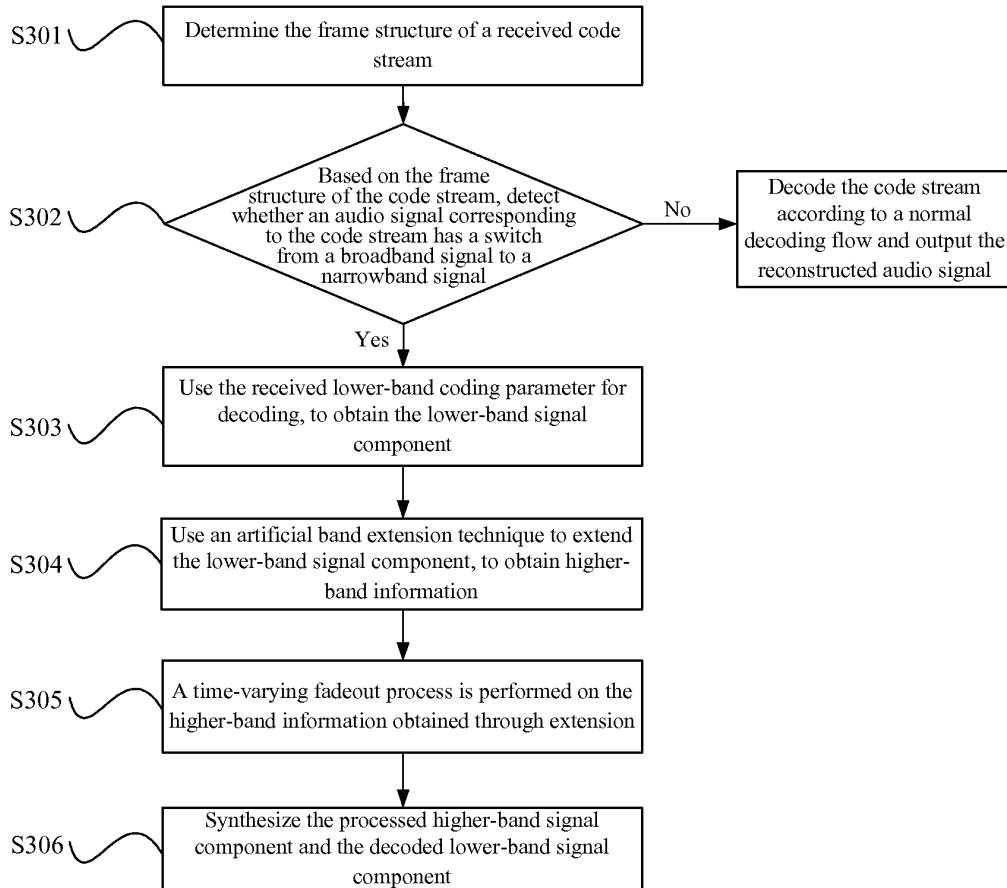 S301
Determine the frame structure of a received code
stream
S302
Based on the frame
structure of the code stream, detect
whether an audio signal corresponding
to the code stream has a switch
from a broadband signal to a
narrowband signal
No
Decode the code stream
according to a normal
decoding flow and output the
reconstructed audio signal
Yes
S303
Use the received lower-band coding parameter for
decoding, to obtain the lower-band signal
component
S304
Use an artificial band extension technique to extend
the lower-band signal component, to obtain higher-
band information
S305
A time-varying fadeout process is performed on the
higher-band information obtained through extension
S306
Synthesize the processed higher-band signal
component and the decoded lower-band signal
component